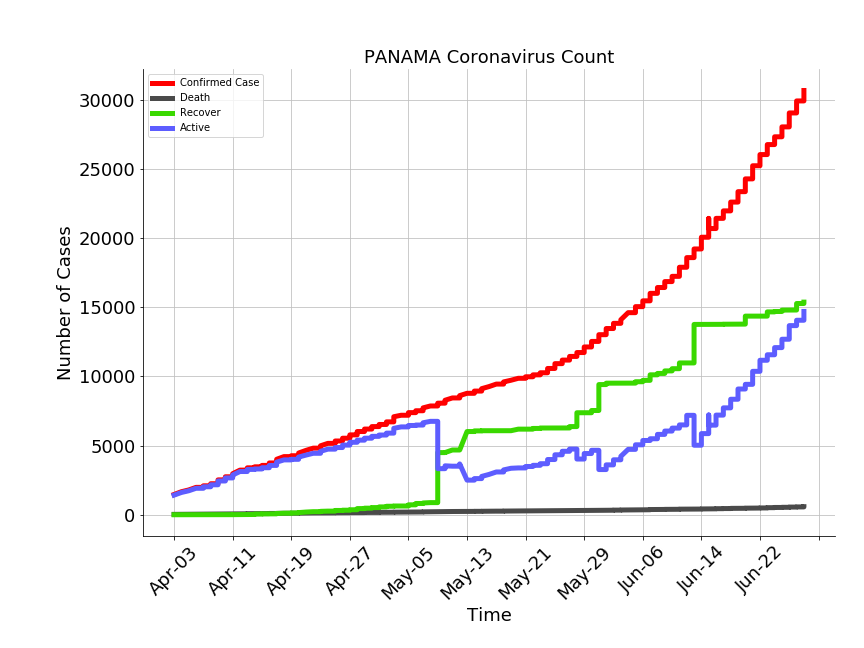 PANAMA Coronavirus Count
Confirmed Case
Death
Recover
Active
Number of Cases
30000
25000
20000
15000
10000
5000
0
Apr-03
Apr-11
Apr-19
Apr-27
May-05
May-13
May-21
May-29
Jun-06
Jun-14
Jun-22
Time